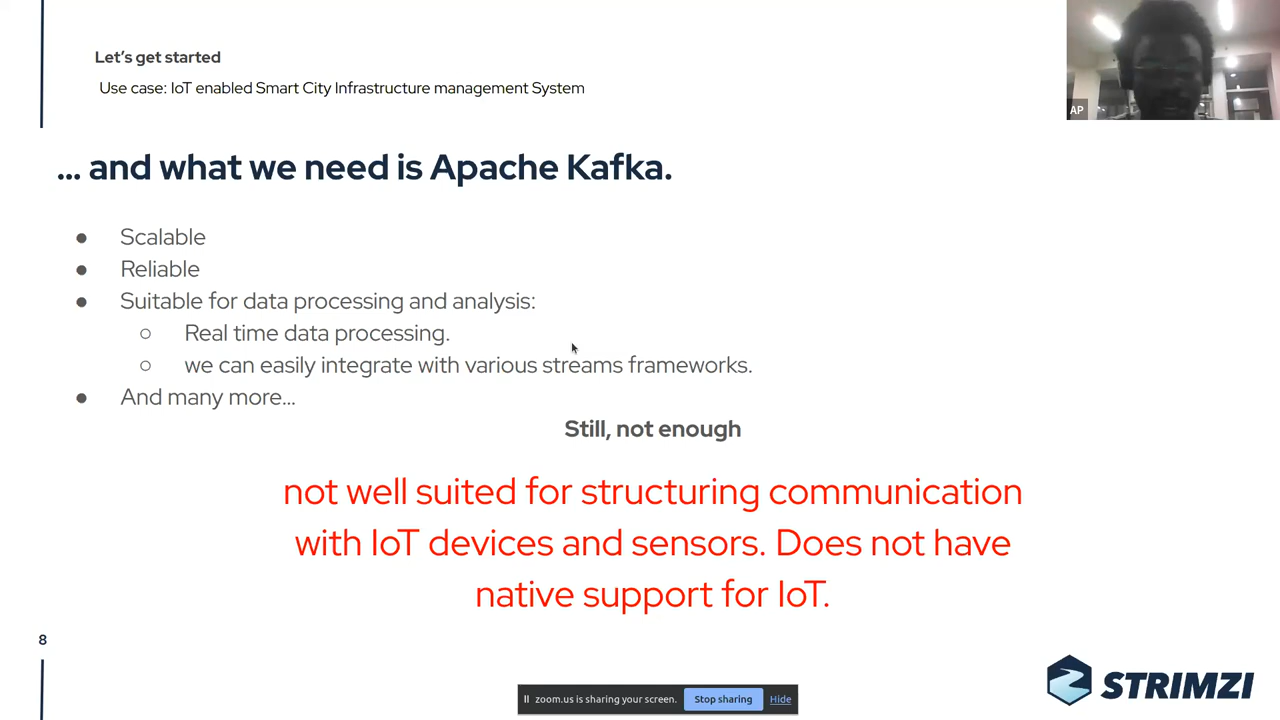 Let's get started
Use case: IoT enabled Smart City Infrastructure management System
AP
... and what we need is Apache Kafka.
● Scalable
● Reliable
● Suitable for data processing and analysis:
○ Real time data processing.
○ we can easily integrate with various streams frameworks.
● And many more...
Still, not enough
not well suited for structuring communication
with IoT devices and sensors. Does not have
native support for IoT.
8
STRIMZI
zoom.us is sharing your screen. Stop sharing Hide